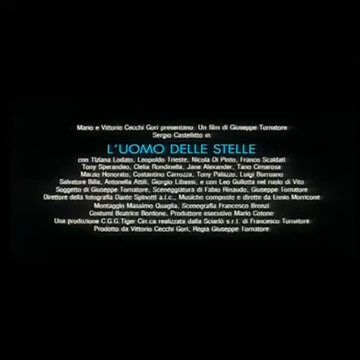 Mario e Vittorio Cecchi Gori presentano Un film di Giuseppe Tornatore
Sergio Castellitto in
L'UOMO DELLE STELLE
con Tiziana Lodato, Leopoldo Trieste, Nicola Di Pinto, Franco Scaldati
Tony Sperandeo, Clelia Rondinella, Jane Alexander, Tano Cimarosa
Marzio Honorato, Costantino Carrozza, Tony Palazzo, Luigi Burruano
Salvatore Billa, Antonella Attili, Giorgio Libassi, e con Leo Gullotta nel ruolo di Vito
Soggetto di Giuseppe Tornatore, Sceneggiatura di Fabio Rinaudo, Giuseppe Tornatore
Direttore della fotografia Dante Spinotti a.i.c., Musiche composte e dirette da Ennio Morricone
Montaggio Massimo Quaglia, Scenografia Francesco Bronzi
Costumi Beatrice Bordone, Produttore esecutivo Mario Cotone
Una produzione C.G.G.Tiger Cin.ca realizzata dalla Sciarlò s.r.l. di Francesco Tornatore
Prodotto da Vittorio Cecchi Gori, Regia Giuseppe Tornatore